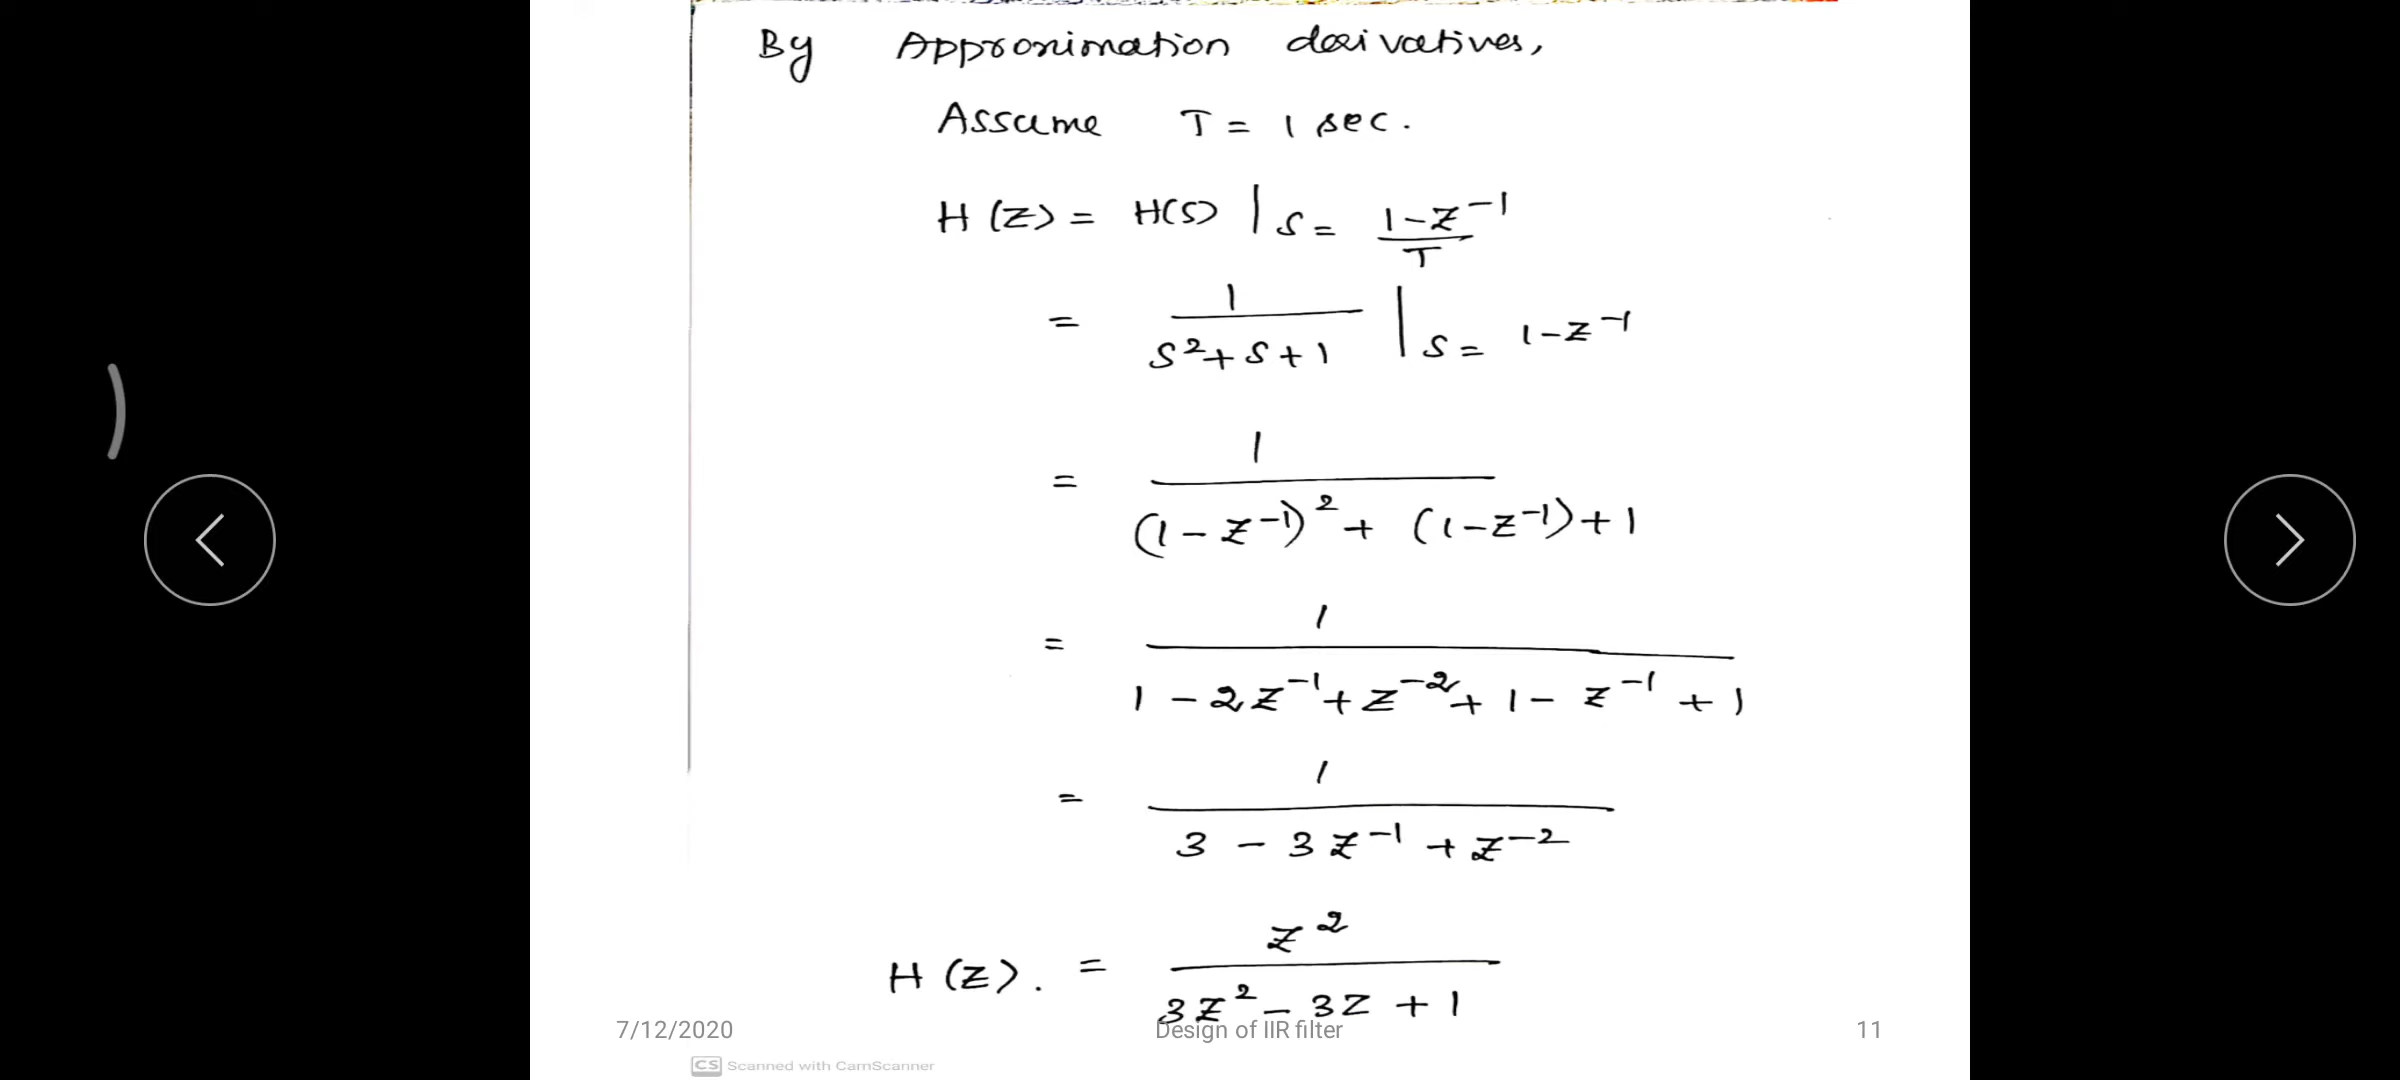 By Approximation derivatives,
Assume T = 1 sec.
H(Z) = H(S) | S = 1-Z^-1 / T
= 1 / S^2+S+1 | S = 1-Z^-1
= 1 / (1-Z^-1)^2 + (1-Z^-1)+1
= 1 / 1-2Z^-1+Z^-2+1-Z^-1+1
= 1 / 3-3Z^-1+Z^-2
H(Z). = Z^2 / 3Z^2-3Z+1
7/12/2020 Design of IIR filter 11
CS Scanned with CamScanner